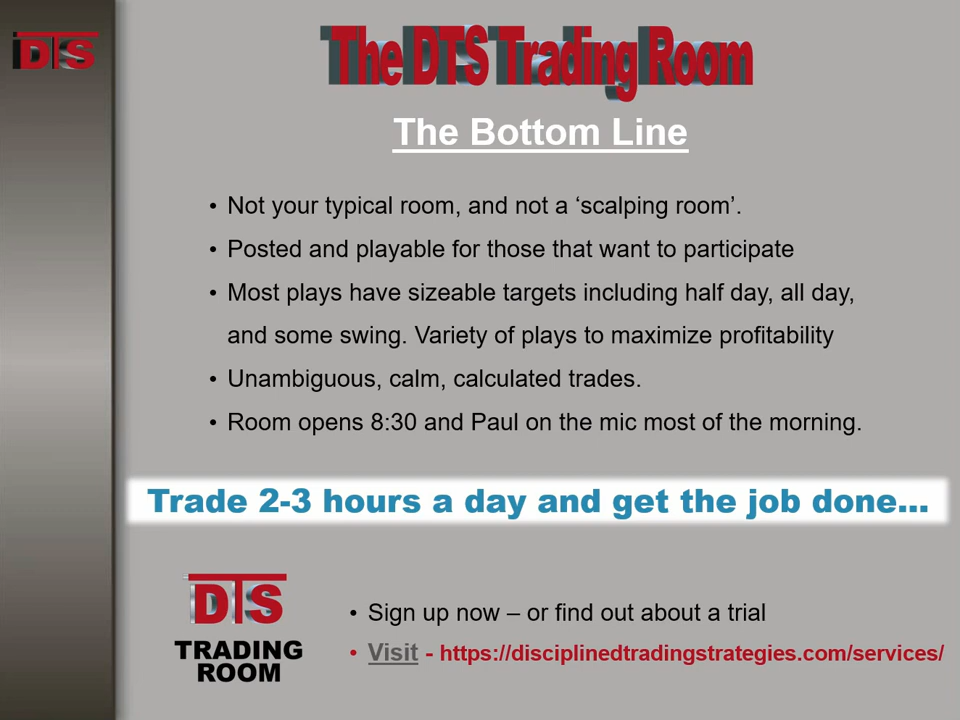 DTS
The DTS Trading Room
The Bottom Line
• Not your typical room, and not a ‘scalping room’.
• Posted and playable for those that want to participate
• Most plays have sizeable targets including half day, all day,
and some swing. Variety of plays to maximize profitability
• Unambiguous, calm, calculated trades.
• Room opens 8:30 and Paul on the mic most of the morning.
Trade 2-3 hours a day and get the job done...
DTS
TRADING
ROOM
• Sign up now – or find out about a trial
• Visit - https://disciplinedtradingstrategies.com/services/